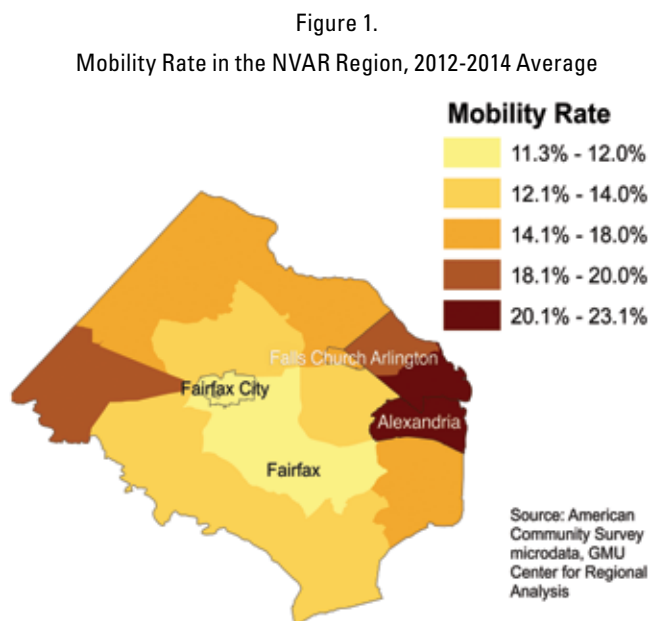 Figure 1.
Mobility Rate in the NVAR Region, 2012-2014 Average
Mobility Rate
11.3% - 12.0%
12.1% - 14.0%
14.1% - 18.0%
18.1% - 20.0%
20.1% - 23.1%
Falls Church Arlington
Fairfax City
Alexandria
Fairfax
Source: American
Community Survey
microdata, GMU
Center for Regional
Analysis